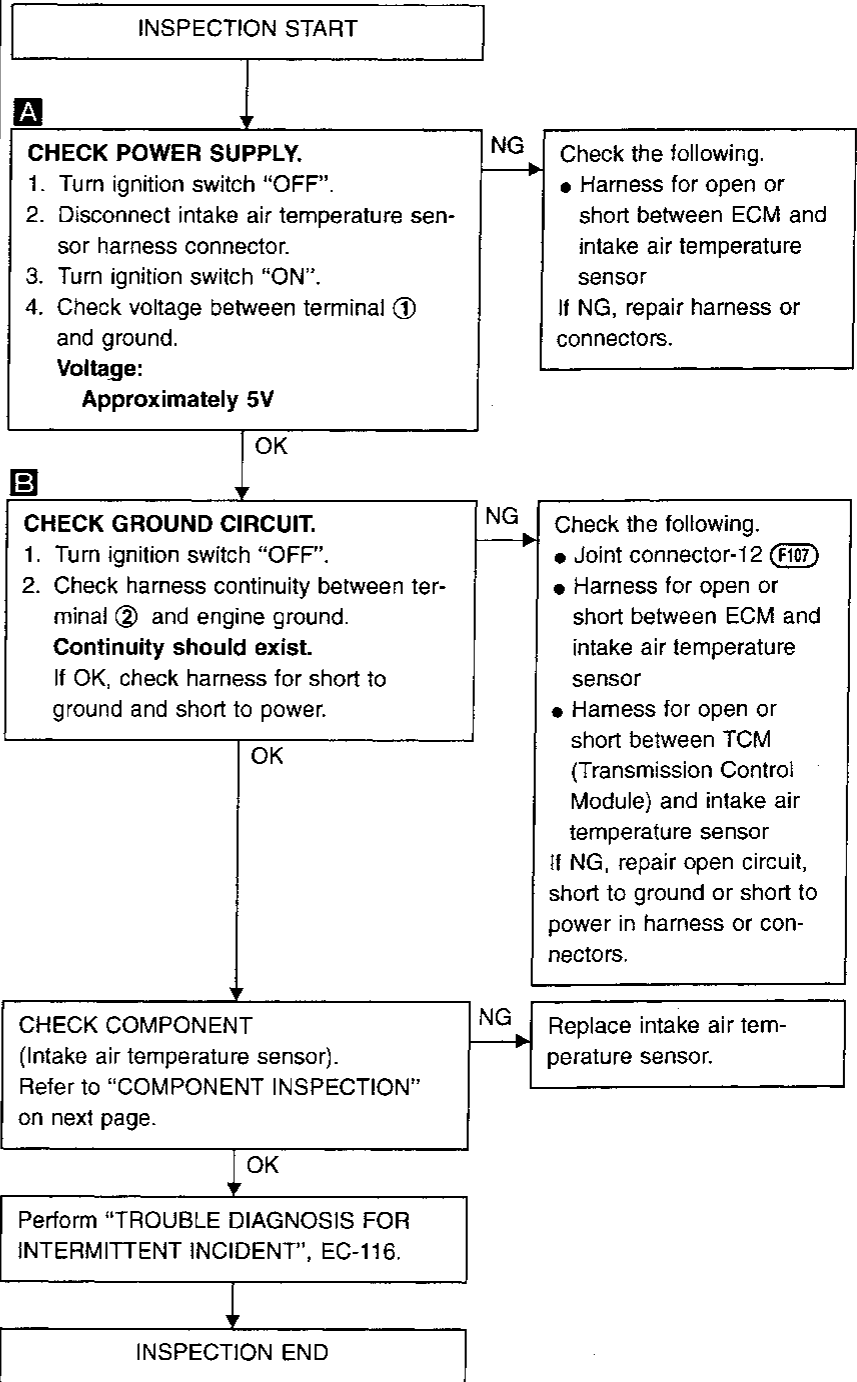 INSPECTION START
A
CHECK POWER SUPPLY.
1. Turn ignition switch “OFF”.
2. Disconnect intake air temperature sen-
sor harness connector.
3. Turn ignition switch “ON”.
4. Check voltage between terminal ①
and ground.
Voltage:
Approximately 5V
NG
Check the following.
● Harness for open or
short between ECM and
intake air temperature
sensor
If NG, repair harness or
connectors.
OK
B
CHECK GROUND CIRCUIT.
1. Turn ignition switch “OFF”.
2. Check harness continuity between ter-
minal ② and engine ground.
Continuity should exist.
If OK, check harness for short to
ground and short to power.
NG
Check the following.
● Joint connector-12 (F107)
● Harness for open or
short between ECM and
intake air temperature
sensor
● Harness for open or
short between TCM
(Transmission Control
Module) and intake air
temperature sensor
If NG, repair open circuit,
short to ground or short to
power in harness or con-
nectors.
OK
CHECK COMPONENT
(Intake air temperature sensor).
Refer to “COMPONENT INSPECTION”
on next page.
NG
Replace intake air tem-
perature sensor.
OK
Perform “TROUBLE DIAGNOSIS FOR
INTERMITTENT INCIDENT”, EC-116.
INSPECTION END